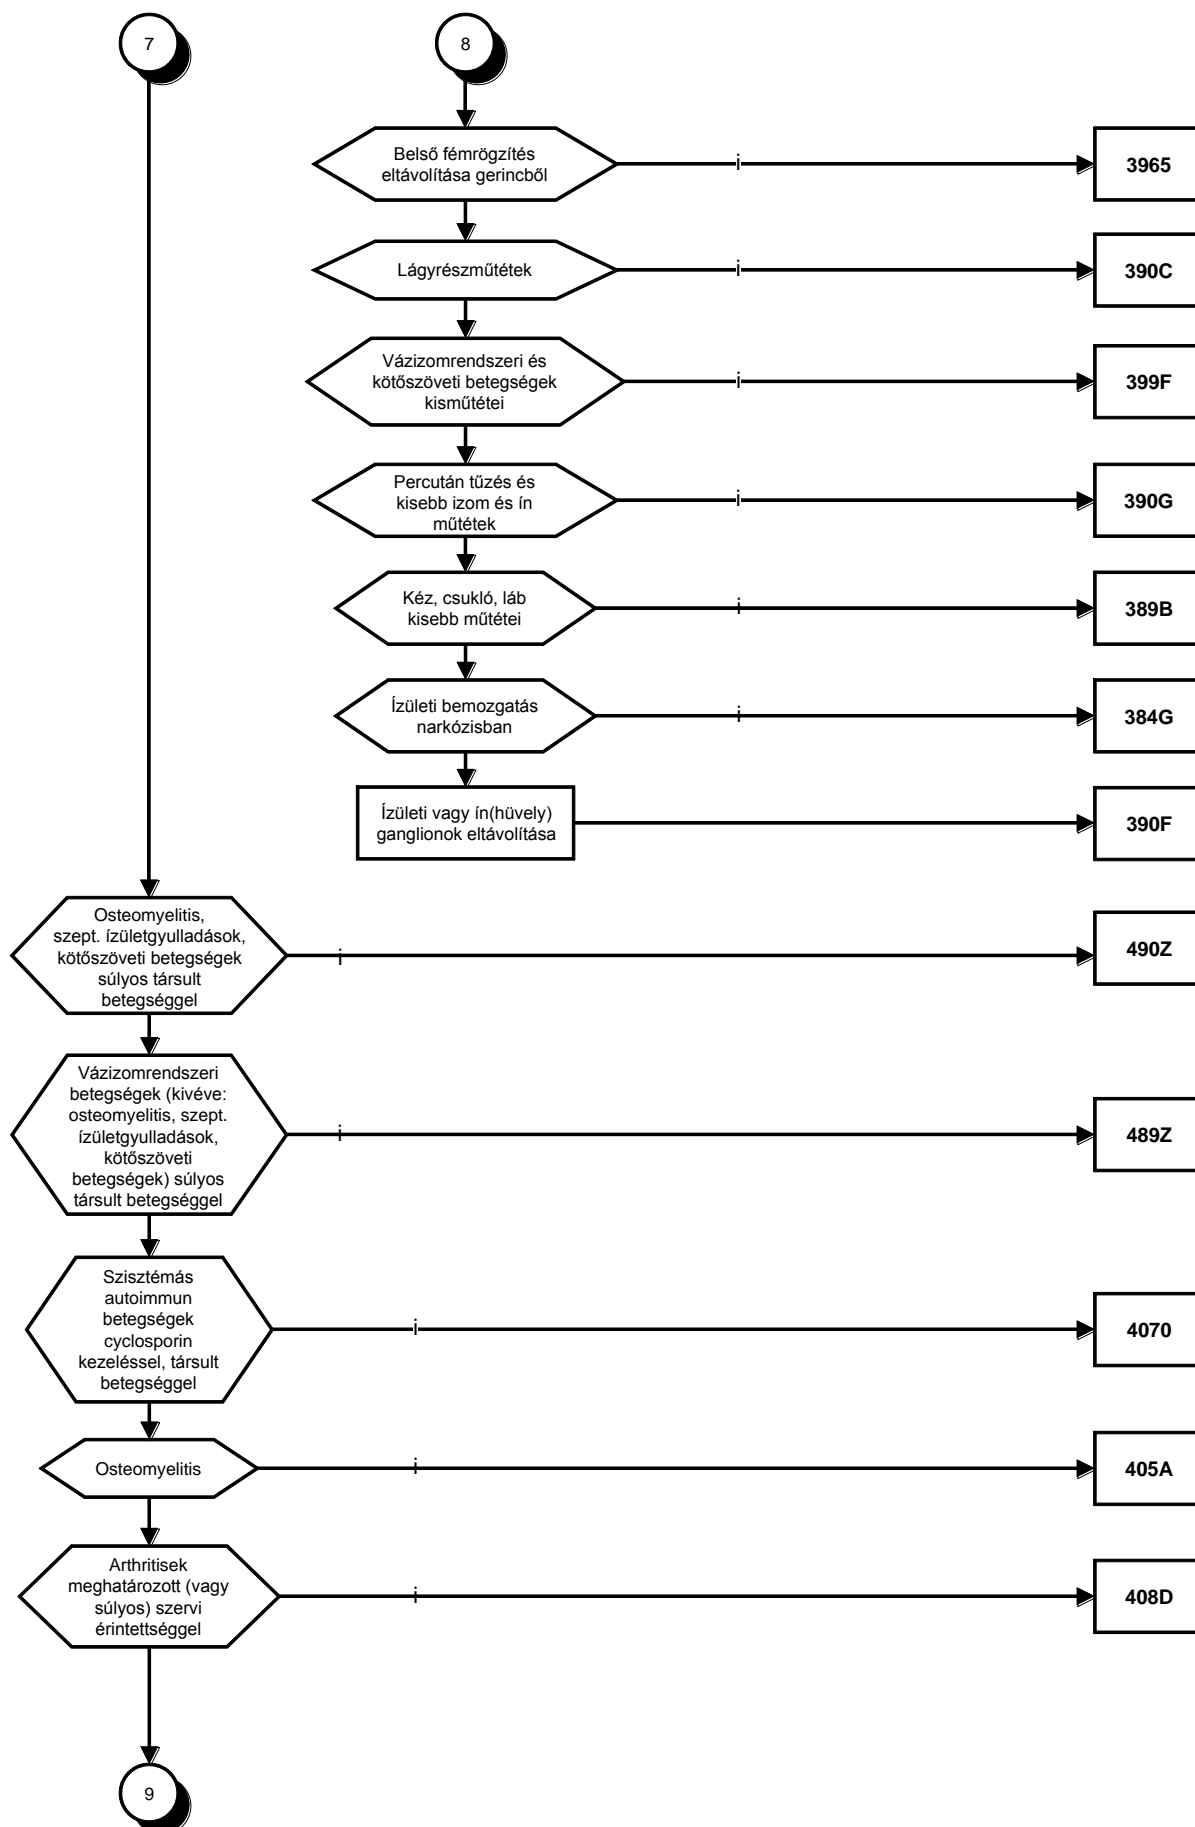 7
8
Belső fémrögzítés
eltávolítása gerincből
i
3965
Lágyrészműtétek
i
390C
Vázizomrendszeri és
kötőszöveti betegségek
kisműtétei
i
399F
Percután tűzés és
kisebb izom és ín
műtétek
i
390G
Kéz, csukló, láb
kisebb műtétei
i
389B
Ízületi bemozgatás
narkózisban
i
384G
Ízületi vagy ín(hüvely)
ganglionok eltávolítása
390F
Osteomyelitis,
szept. ízületgyulladások,
kötőszöveti betegségek
súlyos társult
betegséggel
i
490Z
Vázizomrendszeri
betegségek (kivéve:
osteomyelitis, szept.
ízületgyulladások,
kötőszöveti
betegségek) súlyos
társult betegséggel
i
489Z
Szisztémás
autoimmun
betegségek
cyclosporin
kezeléssel, társult
betegséggel
i
4070
Osteomyelitis
i
405A
Arthritisek
meghatározott (vagy
súlyos) szervi
érintettséggel
i
408D
9